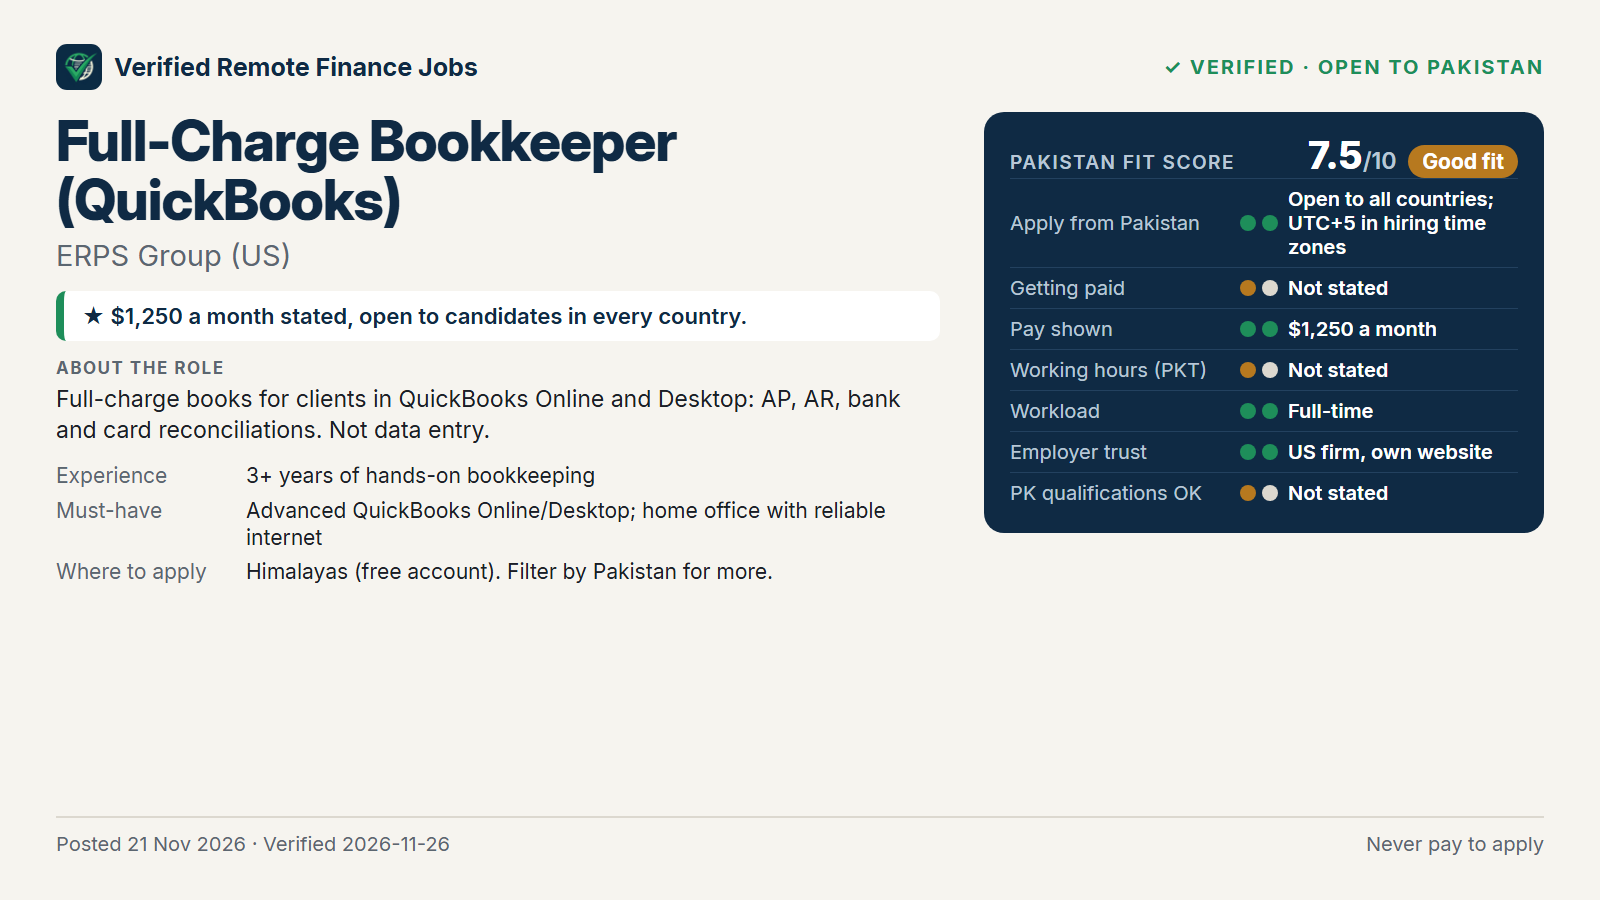 Verified Remote Finance Jobs
✓ VERIFIED · OPEN TO PAKISTAN
Full-Charge Bookkeeper
(QuickBooks)
ERPS Group (US)
★ $1,250 a month stated, open to candidates in every country.
ABOUT THE ROLE
Full-charge books for clients in QuickBooks Online and Desktop: AP, AR, bank
and card reconciliations. Not data entry.
Experience 3+ years of hands-on bookkeeping
Must-have Advanced QuickBooks Online/Desktop; home office with reliable
internet
Where to apply Himalayas (free account). Filter by Pakistan for more.
PAKISTAN FIT SCORE 7.5/10 Good fit
Apply from Pakistan Open to all countries;
UTC+5 in hiring time
zones
Getting paid Not stated
Pay shown $1,250 a month
Working hours (PKT) Not stated
Workload Full-time
Employer trust US firm, own website
PK qualifications OK Not stated
Posted 21 Nov 2026 · Verified 2026-11-26
Never pay to apply